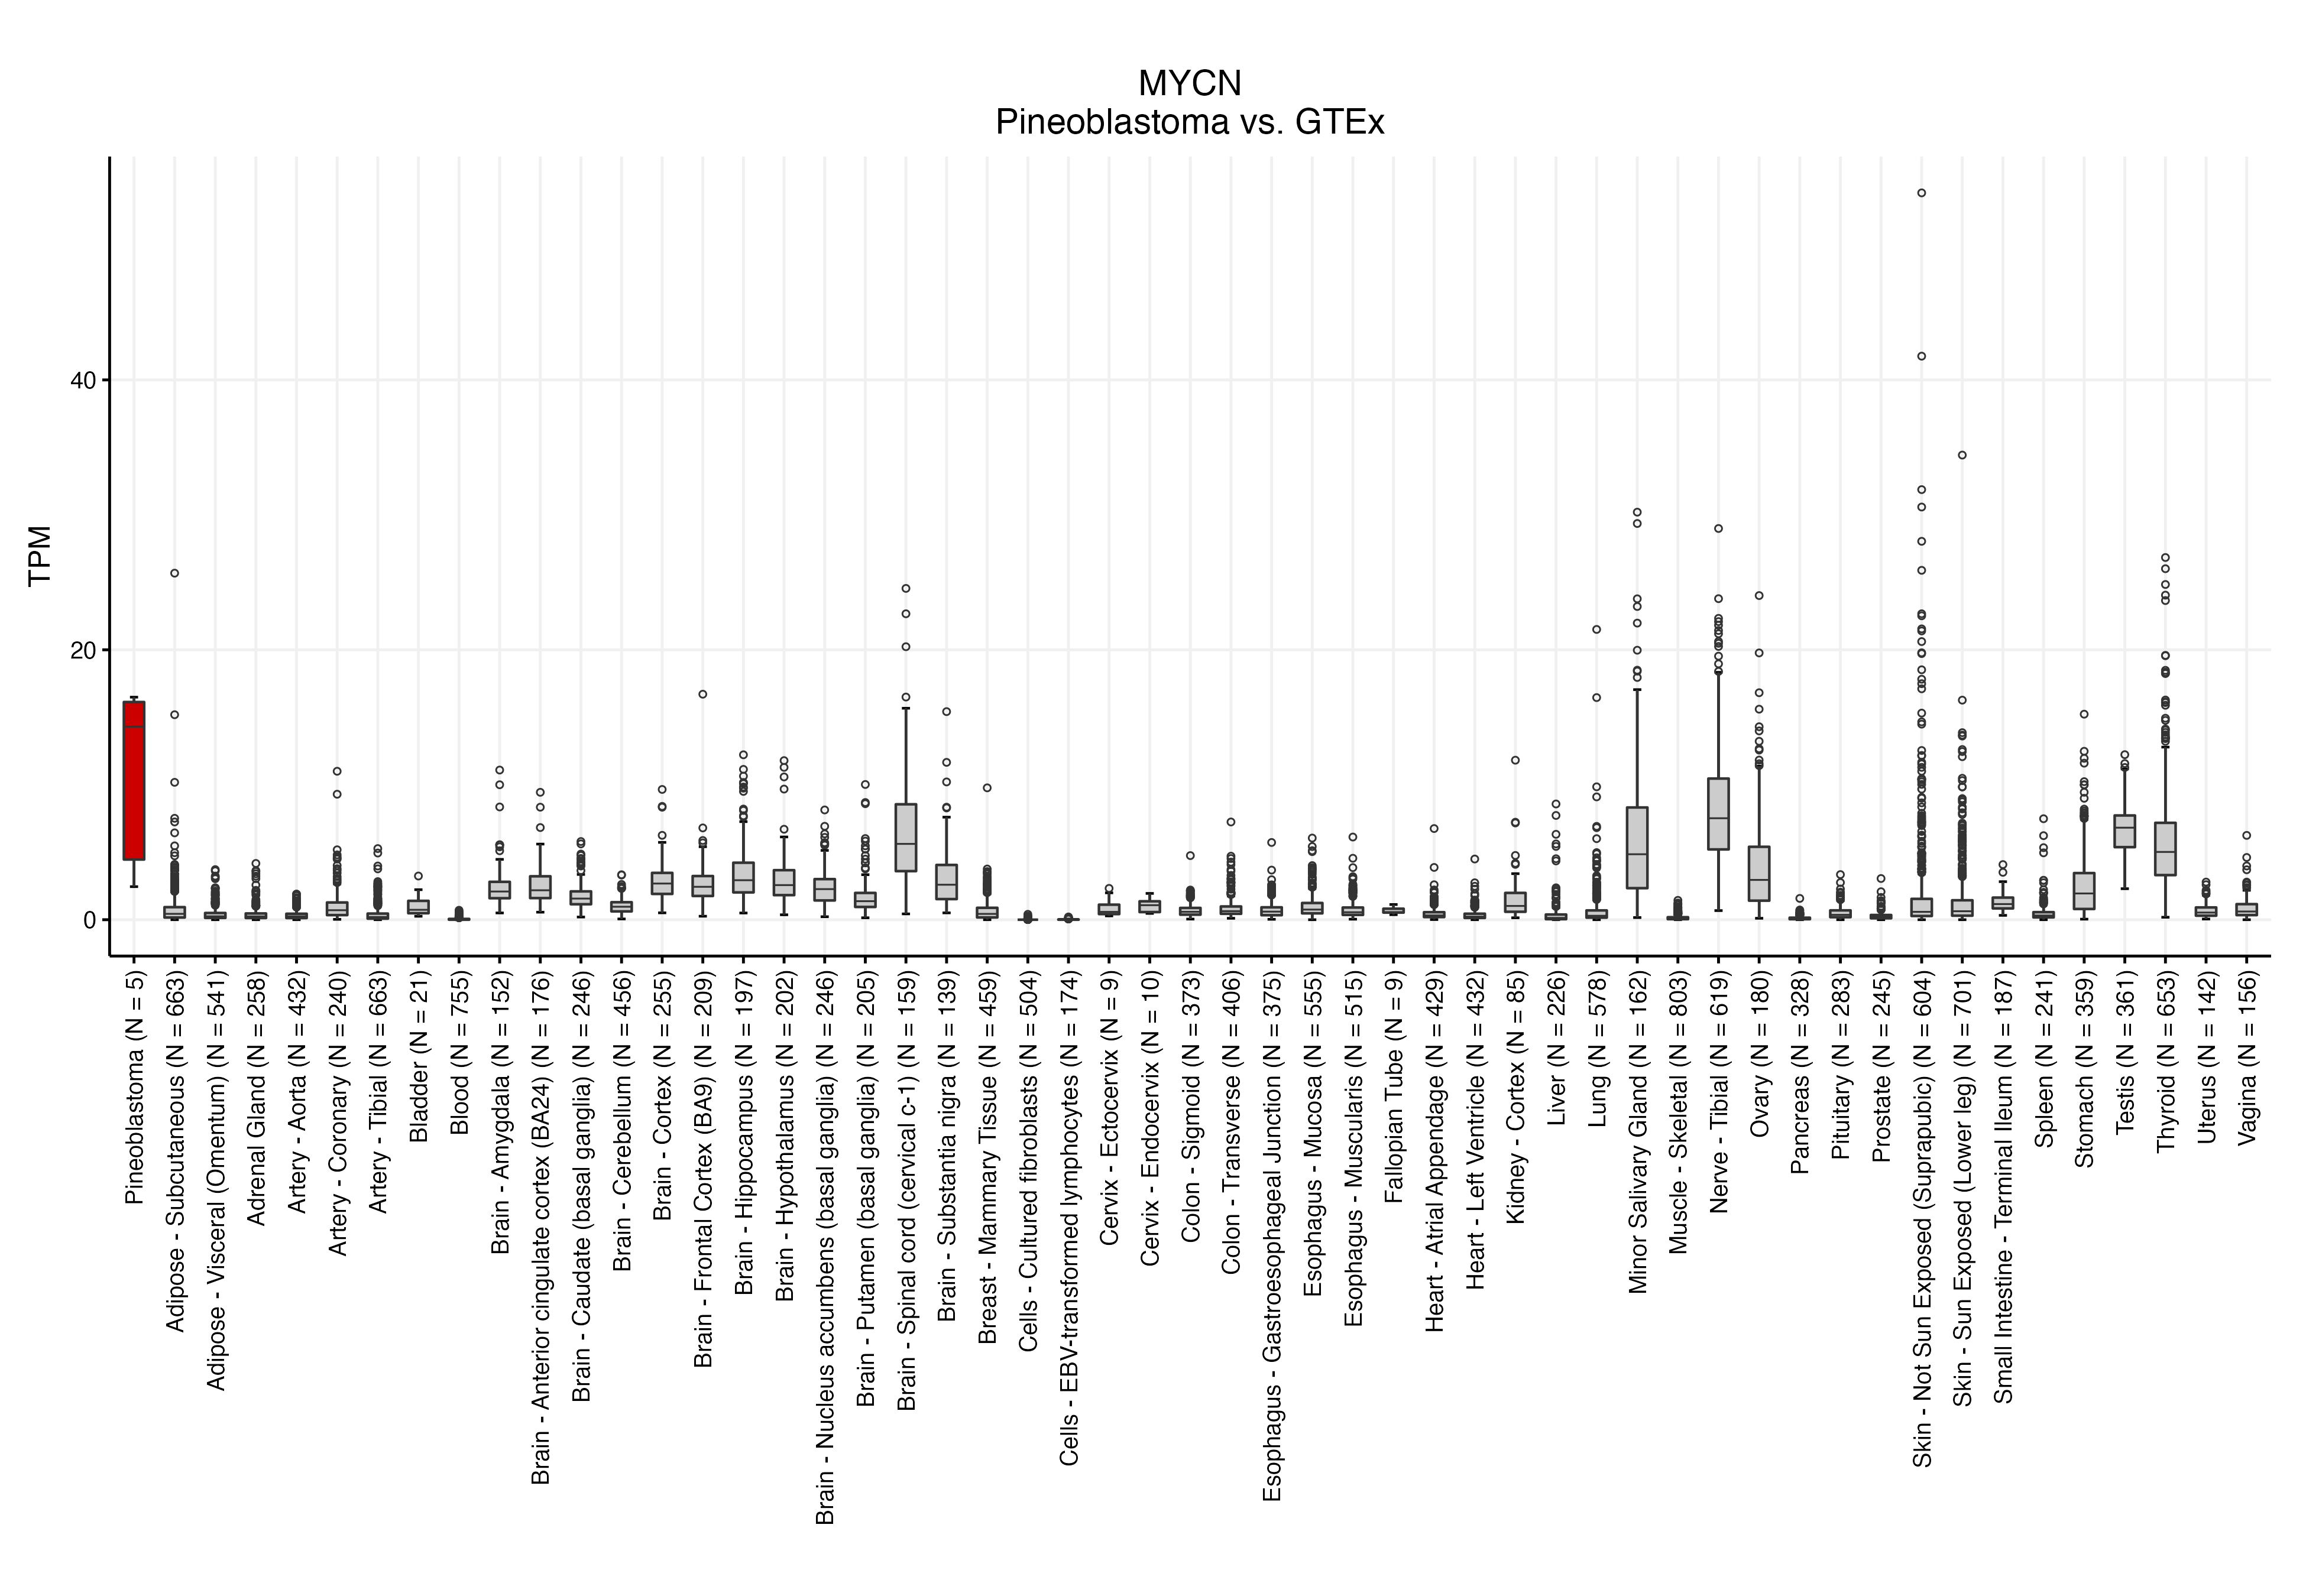 MYCN
Pineoblastoma vs. GTEx
TPM
40
20
0
Pineoblastoma (N = 5)
Adipose - Subcutaneous (N = 663)
Adipose - Visceral (Omentum) (N = 541)
Adrenal Gland (N = 258)
Artery - Aorta (N = 432)
Artery - Coronary (N = 240)
Artery - Tibial (N = 663)
Bladder (N = 21)
Blood (N = 755)
Brain - Amygdala (N = 152)
Brain - Anterior cingulate cortex (BA24) (N = 176)
Brain - Caudate (basal ganglia) (N = 246)
Brain - Cerebellum (N = 456)
Brain - Cortex (N = 255)
Brain - Frontal Cortex (BA9) (N = 209)
Brain - Hippocampus (N = 197)
Brain - Hypothalamus (N = 202)
Brain - Nucleus accumbens (basal ganglia) (N = 246)
Brain - Putamen (basal ganglia) (N = 205)
Brain - Spinal cord (cervical c-1) (N = 159)
Brain - Substantia nigra (N = 139)
Breast - Mammary Tissue (N = 459)
Cells - Cultured fibroblasts (N = 504)
Cells - EBV-transformed lymphocytes (N = 174)
Cervix - Ectocervix (N = 9)
Cervix - Endocervix (N = 10)
Colon - Sigmoid (N = 373)
Colon - Transverse (N = 406)
Esophagus - Gastroesophageal Junction (N = 375)
Esophagus - Mucosa (N = 555)
Esophagus - Muscularis (N = 515)
Fallopian Tube (N = 9)
Heart - Atrial Appendage (N = 429)
Heart - Left Ventricle (N = 432)
Kidney - Cortex (N = 85)
Liver (N = 226)
Lung (N = 578)
Minor Salivary Gland (N = 162)
Muscle - Skeletal (N = 803)
Nerve - Tibial (N = 619)
Ovary (N = 180)
Pancreas (N = 328)
Pituitary (N = 283)
Prostate (N = 245)
Skin - Not Sun Exposed (Suprapubic) (N = 604)
Skin - Sun Exposed (Lower leg) (N = 701)
Small Intestine - Terminal Ileum (N = 187)
Spleen (N = 241)
Stomach (N = 359)
Testis (N = 361)
Thyroid (N = 653)
Uterus (N = 142)
Vagina (N = 156)